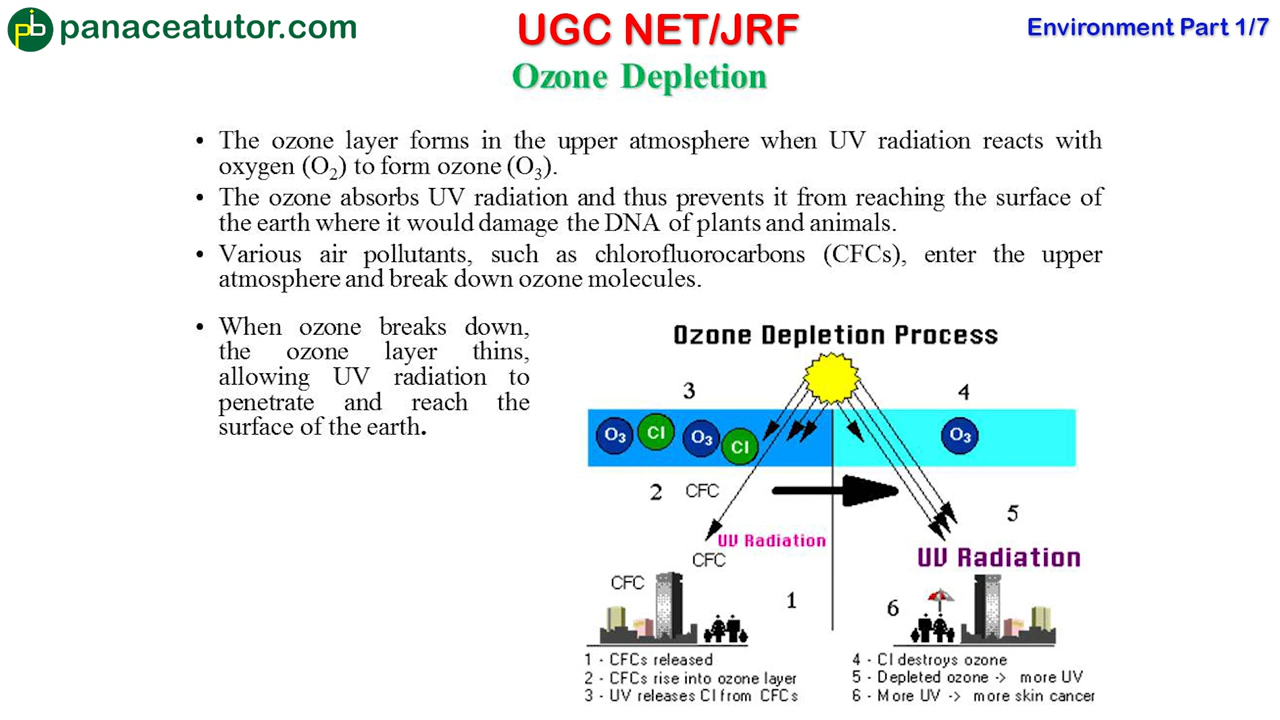 pib panaceatutor.com
UGC NET/JRF
Environment Part 1/7
Ozone Depletion
• The ozone layer forms in the upper atmosphere when UV radiation reacts with
oxygen (O₂) to form ozone (O₃).
• The ozone absorbs UV radiation and thus prevents it from reaching the surface of
the earth where it would damage the DNA of plants and animals.
• Various air pollutants, such as chlorofluorocarbons (CFCs), enter the upper
atmosphere and break down ozone molecules.
• When ozone breaks down,
the ozone layer thins,
allowing UV radiation to
penetrate and reach the
surface of the earth.
Ozone Depletion Process
3
4
O₃
Cl
O₃
Cl
O₃
2
CFC
5
UV Radiation
UV Radiation
CFC
CFC
1
6
1 - CFCs released
2 - CFCs rise into ozone layer
3 - UV releases Cl from CFCs
4 - Cl destroys ozone
5 - Depleted ozone -> more UV
6 - More UV -> more skin cancer